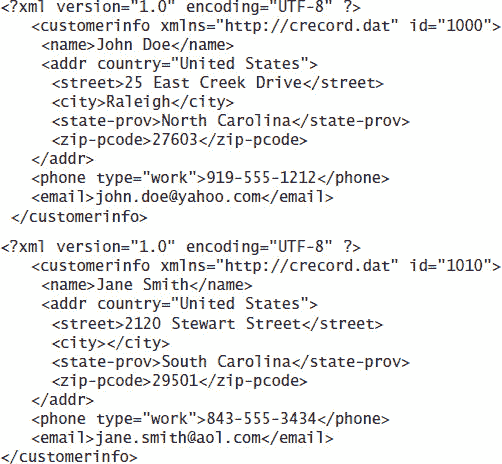 <?xml version="1.0" encoding="UTF-8" ?>
<customerinfo xmlns="http://crecord.dat" id="1000">
<name>John Doe</name>
<addr country="United States">
<street>25 East Creek Drive</street>
<city>Raleigh</city>
<state-prov>North Carolina</state-prov>
<zip-pcode>27603</zip-pcode>
</addr>
<phone type="work">919-555-1212</phone>
<email>john.doe@yahoo.com</email>
</customerinfo>
<?xml version="1.0" encoding="UTF-8" ?>
<customerinfo xmlns="http://crecord.dat" id="1010">
<name>Jane Smith</name>
<addr country="United States">
<street>2120 Stewart Street</street>
<city></city>
<state-prov>South Carolina</state-prov>
<zip-pcode>29501</zip-pcode>
</addr>
<phone type="work">843-555-3434</phone>
<email>jane.smith@aol.com</email>
</customerinfo>